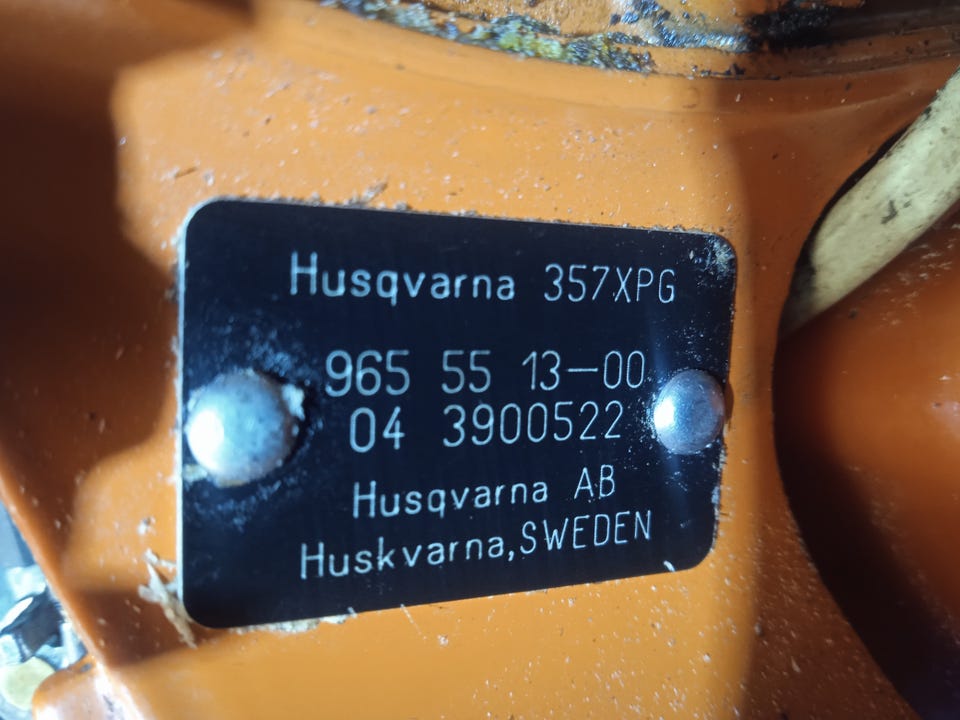 Husqvarna 357XPG
965 55 13-00
04 3900522
Husqvarna AB
Huskvarna, SWEDEN